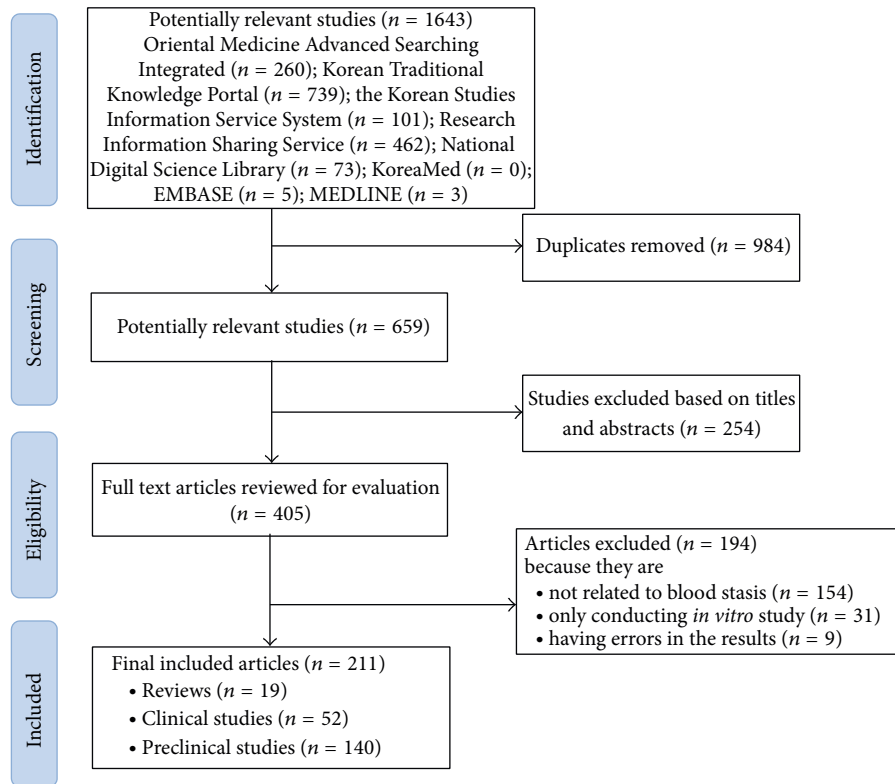 Identification
Potentially relevant studies (n = 1643)
Oriental Medicine Advanced Searching
Integrated (n = 260); Korean Traditional
Knowledge Portal (n = 739); the Korean Studies
Information Service System (n = 101); Research
Information Sharing Service (n = 462); National
Digital Science Library (n = 73); KoreaMed (n = 0);
EMBASE (n = 5); MEDLINE (n = 3)
Duplicates removed (n = 984)
Screening
Potentially relevant studies (n = 659)
Studies excluded based on titles
and abstracts (n = 254)
Eligibility
Full text articles reviewed for evaluation
(n = 405)
Articles excluded (n = 194)
because they are
• not related to blood stasis (n = 154)
• only conducting in vitro study (n = 31)
• having errors in the results (n = 9)
Included
Final included articles (n = 211)
• Reviews (n = 19)
• Clinical studies (n = 52)
• Preclinical studies (n = 140)